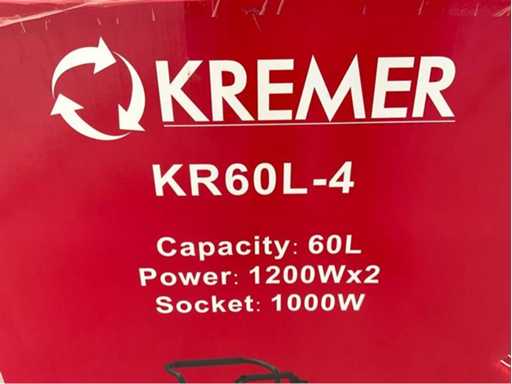 KREMER
KR60L-4
Capacity: 60L
Power: 1200Wx2
Socket: 1000W